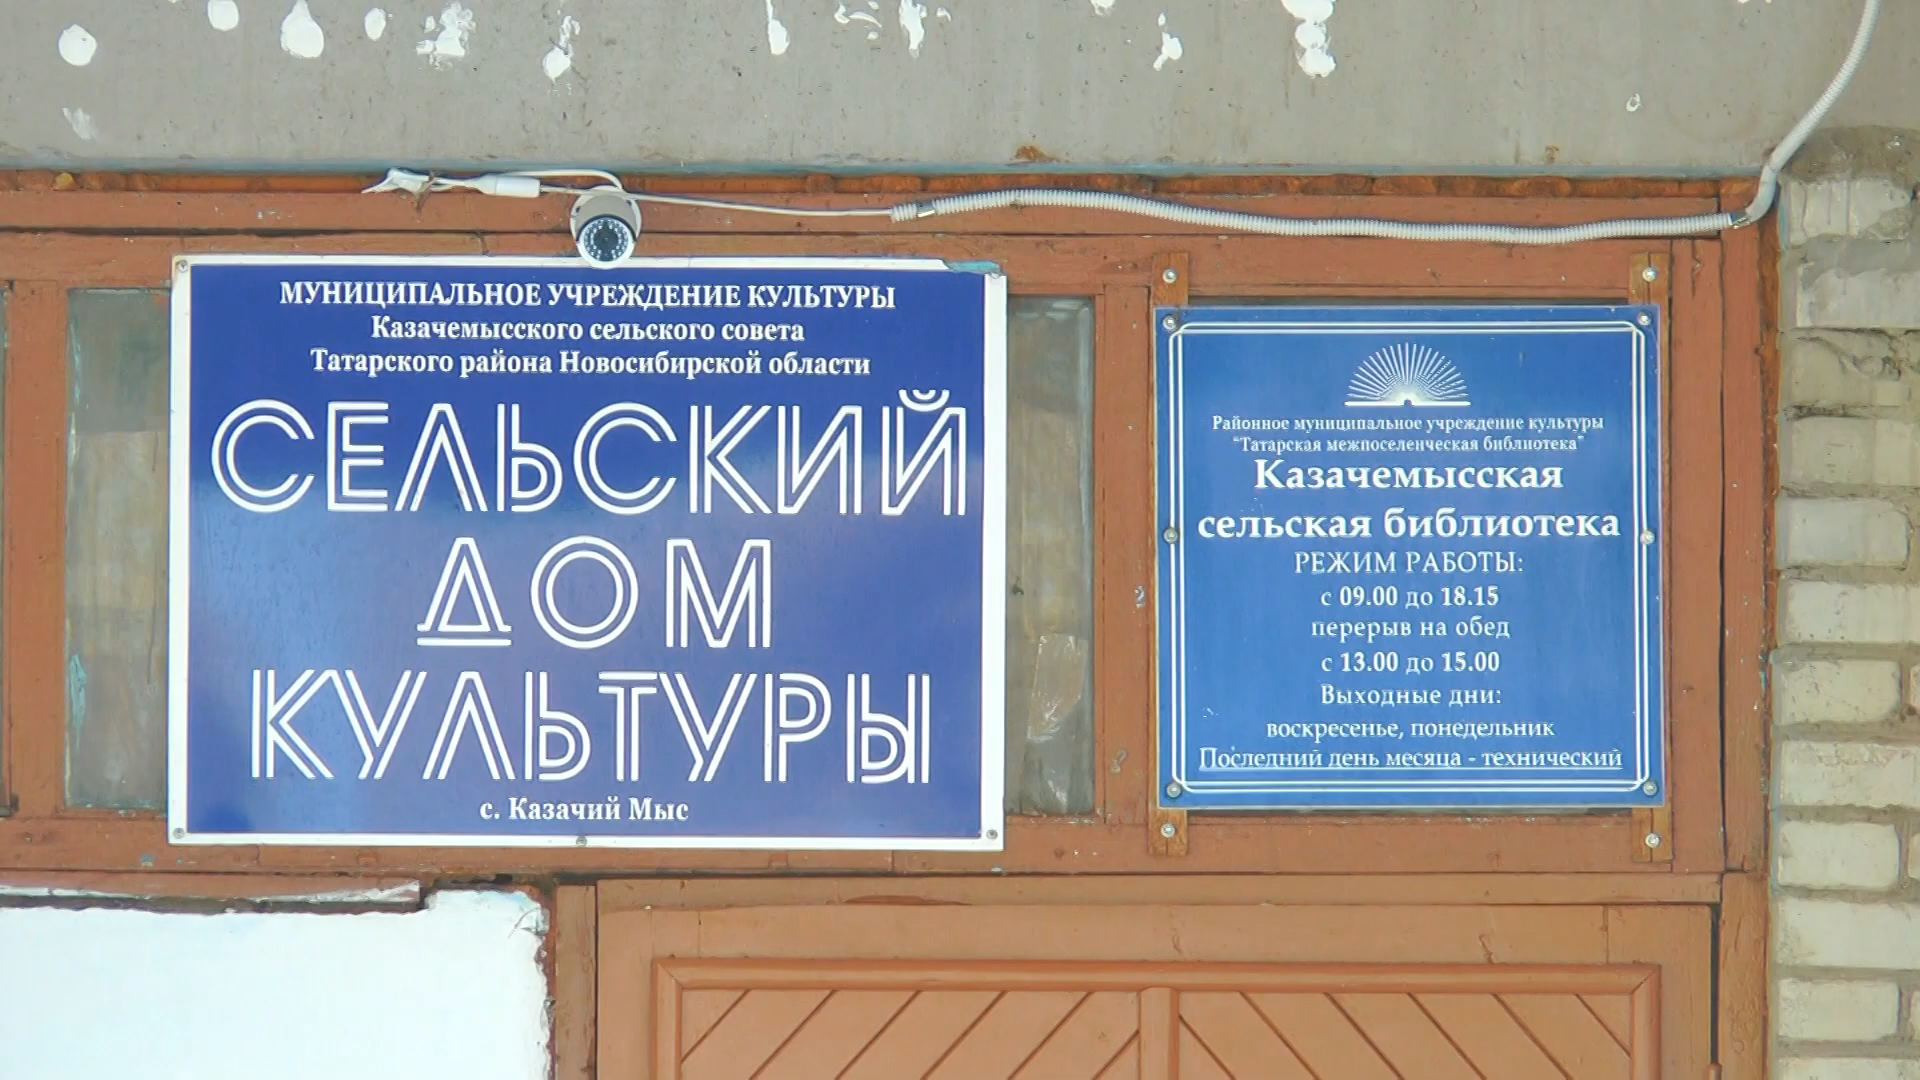 МУНИЦИПАЛЬНОЕ УЧРЕЖДЕНИЕ КУЛЬТУРЫ
Казачемысского сельского совета
Татарского района Новосибирской области
СЕЛЬСКИЙ
ДОМ
КУЛЬТУРЫ
с. Казачий Мыс
Районное муниципальное учреждение культуры
"Татарская межпоселенческая библиотека"
Казачемысская
сельская библиотека
РЕЖИМ РАБОТЫ:
с 09.00 до 18.15
перерыв на обед
с 13.00 до 15.00
Выходные дни:
воскресенье, понедельник
Последний день месяца - технический